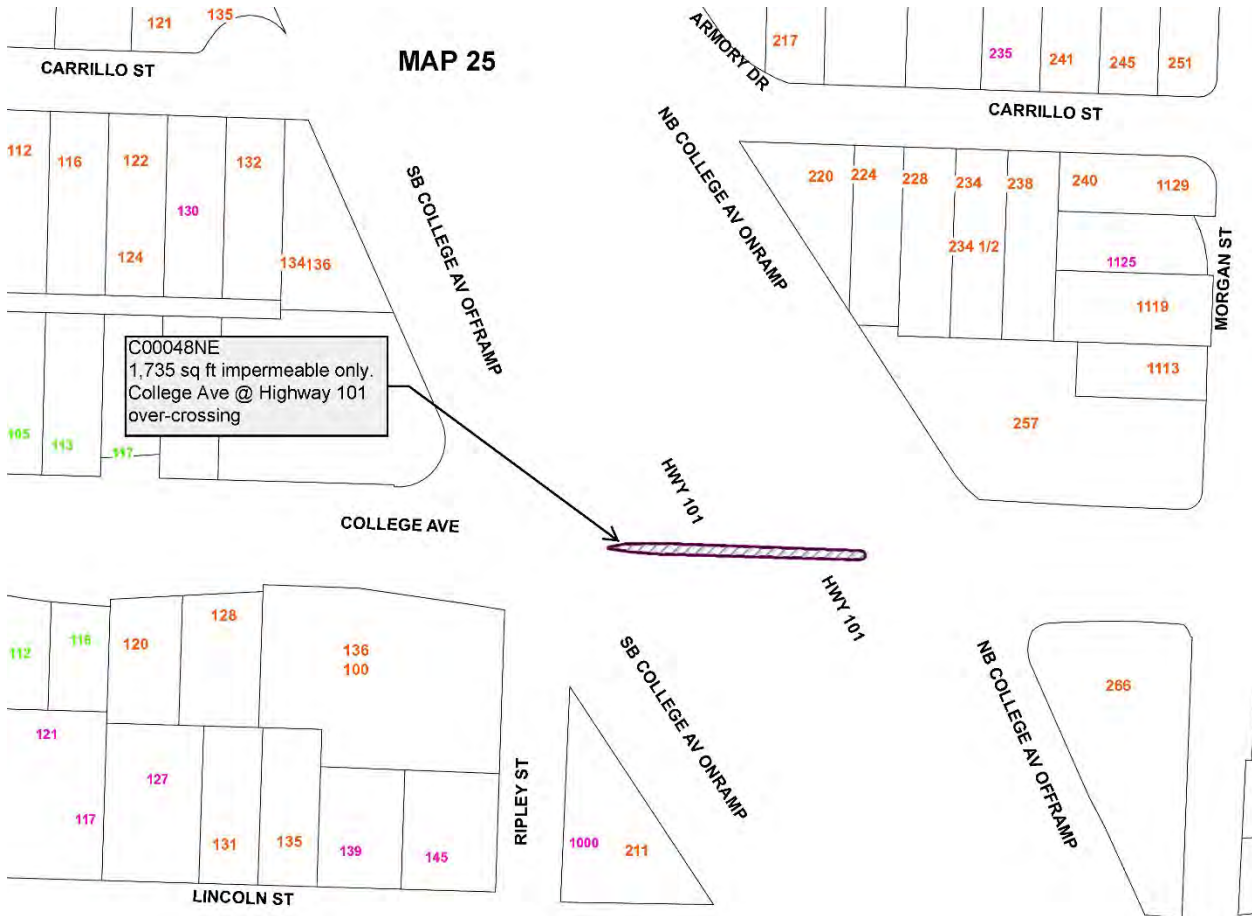 121
135
MAP 25
ARMORY DR
217
235
241
245
251
CARRILLO ST
CARRILLO ST
112
116
122
130
132
124
134
136
SB COLLEGE AV OFFRAMP
NB COLLEGE AV ONRAMP
220
224
228
234
238
240
1129
234 1/2
1125
MORGAN ST
1119
1113
257
C00048NE
1,735 sq ft impermeable only.
College Ave @ Highway 101
over-crossing
105
113
117
HWY 101
COLLEGE AVE
HWY 101
112
116
120
128
136
100
SB COLLEGE AV ONRAMP
NB COLLEGE AV OFFRAMP
266
121
117
127
131
135
139
145
RIPLEY ST
1000
211
LINCOLN ST